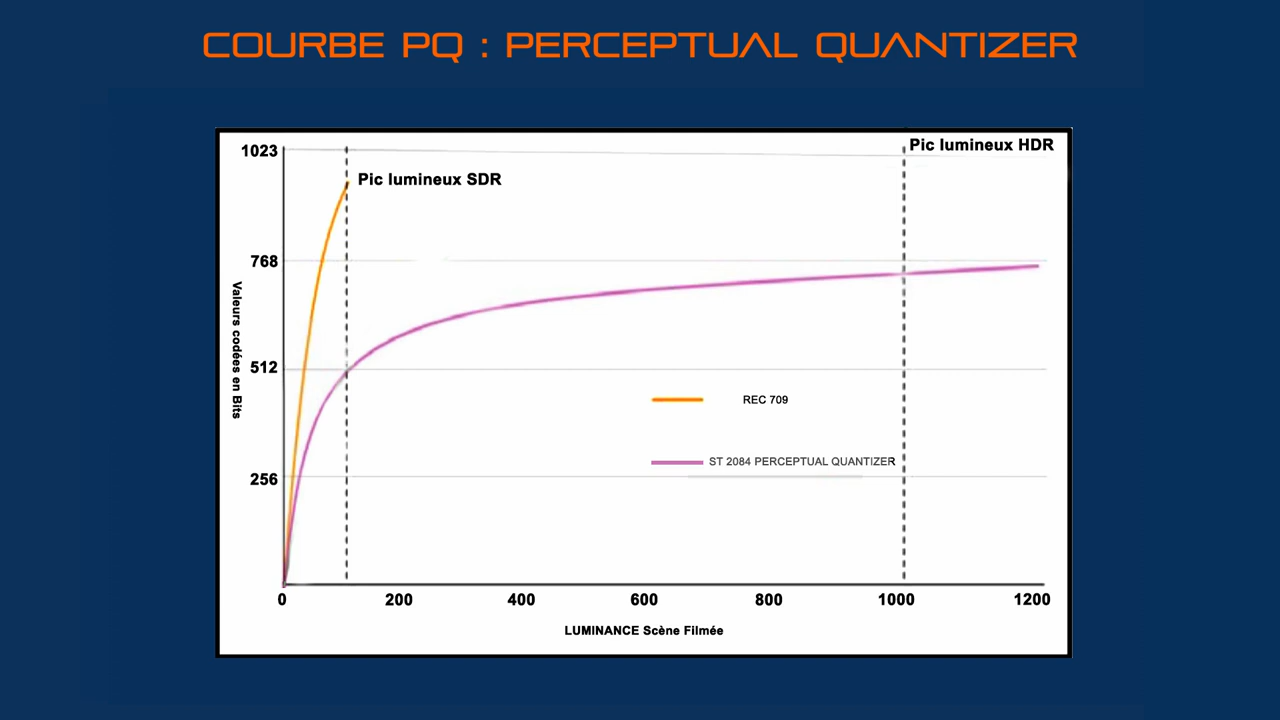 COURBE PQ : PERCEPTUAL QUANTIZER
Pic lumineux HDR
1023
Pic lumineux SDR
768
Valeurs codées en Bits
512
REC 709
ST 2084 PERCEPTUAL QUANTIZER
256
0 200 400 600 800 1000 1200
LUMINANCE Scène Filmée